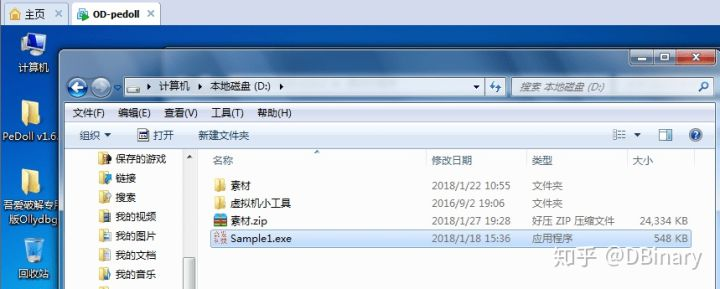 主页 × OD-pedoll ×
计算机
PeDoll v1.6.
吾爱破解专用
版Ollydbg
回收站
计算机 ▸ 本地磁盘 (D:) ▸
搜索 本地磁盘 (D:)
文件(F) 编辑(E) 查看(V) 工具(T) 帮助(H)
组织 打开 新建文件夹
保存的游戏
链接
搜索
我的视频
我的图片
我的文档
我的音乐
名称 修改日期 类型 大小
素材 2018/1/22 10:55 文件夹
虚拟机小工具 2016/9/2 19:06 文件夹
素材.zip 2018/1/27 19:28 好压 ZIP 压缩文件 24,334 KB
Sample1.exe 2018/1/18 15:36 应用程序 548 KB
知乎 @DBinary